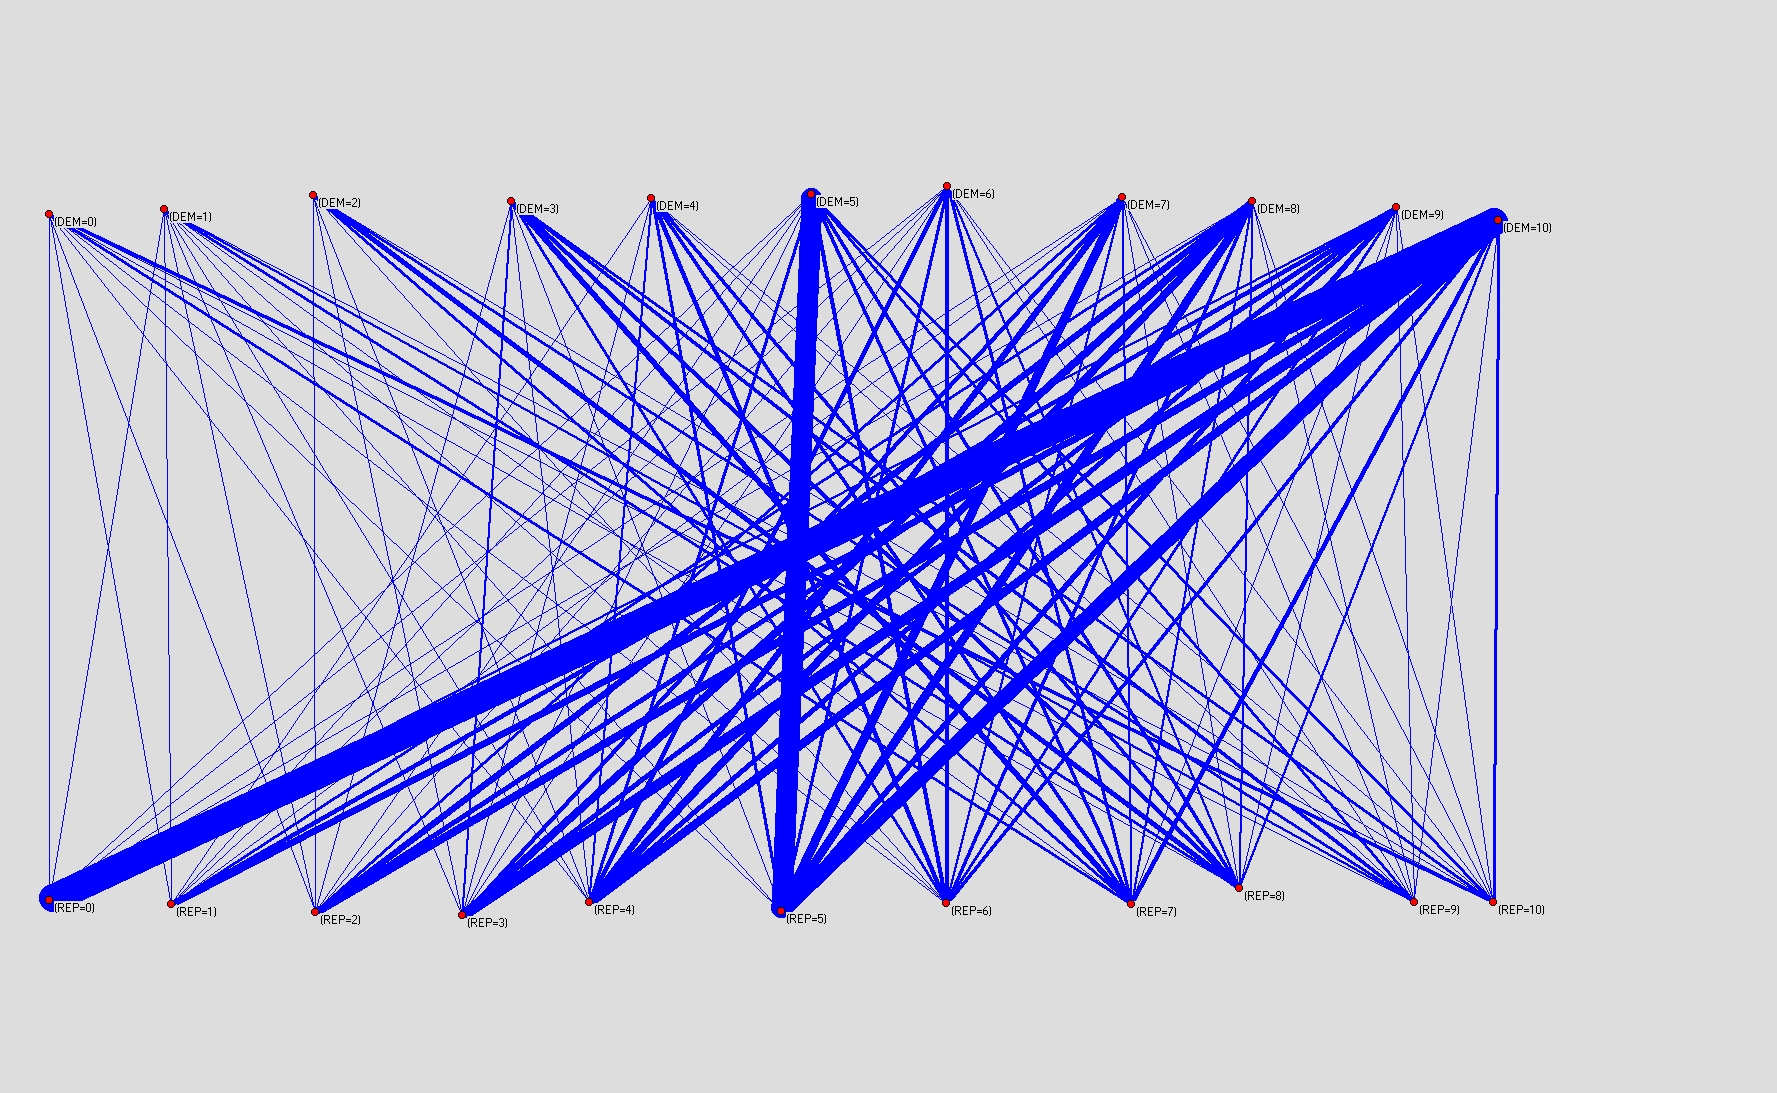 (DEM=0)
(DEM=1)
(DEM=2)
(DEM=3)
(DEM=4)
(DEM=5)
(DEM=6)
(DEM=7)
(DEM=8)
(DEM=9)
(DEM=10)
(REP=0)
(REP=1)
(REP=2)
(REP=3)
(REP=4)
(REP=5)
(REP=6)
(REP=7)
(REP=8)
(REP=9)
(REP=10)